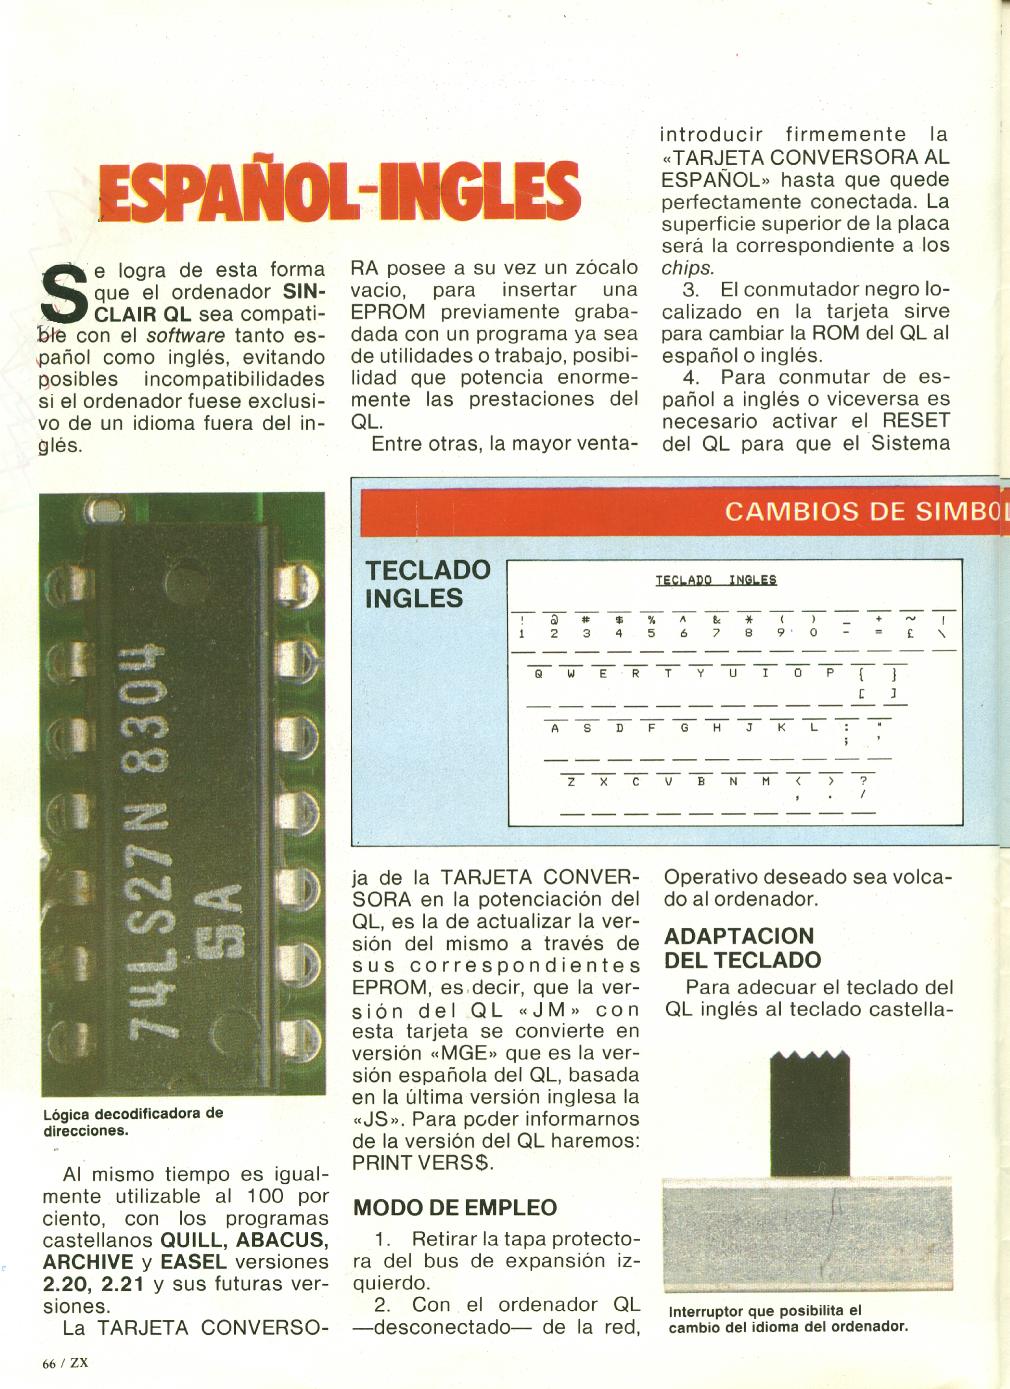 ESPAÑOL-INGLES
Se logra de esta forma
que el ordenador SIN-
CLAIR QL sea compati-
ble con el software tanto es-
pañol como inglés, evitando
posibles incompatibilidades
si el ordenador fuese exclusi-
vo de un idioma fuera del in-
glés.
74LS27N 8304
5A
Lógica decodificadora de
direcciones.
Al mismo tiempo es igual-
mente utilizable al 100 por
ciento, con los programas
castellanos QUILL, ABACUS,
ARCHIVE y EASEL versiones
2.20, 2.21 y sus futuras ver-
siones.
La TARJETA CONVERSO-
RA posee a su vez un zócalo
vacio, para insertar una
EPROM previamente graba-
dada con un programa ya sea
de utilidades o trabajo, posibi-
lidad que potencia enorme-
mente las prestaciones del
QL.
Entre otras, la mayor venta-
ja de la TARJETA CONVER-
SORA en la potenciación del
QL, es la de actualizar la ver-
sión del mismo a través de
sus correspondientes
EPROM, es decir, que la ver-
sión del QL «JM» con
esta tarjeta se convierte en
versión «MGE» que es la ver-
sión española del QL, basada
en la última versión inglesa la
«JS». Para poder informarnos
de la versión del QL haremos:
PRINT VERS$.
MODO DE EMPLEO
1. Retirar la tapa protecto-
ra del bus de expansión iz-
quierdo.
2. Con el ordenador QL
—desconectado— de la red,
introducir firmemente la
«TARJETA CONVERSORA AL
ESPAÑOL» hasta que quede
perfectamente conectada. La
superficie superior de la placa
será la correspondiente a los
chips.
3. El conmutador negro lo-
calizado en la tarjeta sirve
para cambiar la ROM del QL al
español o inglés.
4. Para conmutar de es-
pañol a inglés o viceversa es
necesario activar el RESET
del QL para que el Sistema
Operativo deseado sea volca-
do al ordenador.
ADAPTACION
DEL TECLADO
Para adecuar el teclado del
QL inglés al teclado castella-
Interruptor que posibilita el
cambio del idioma del ordenador.
CAMBIOS DE SIMBOL
TECLADO
INGLES
TECLADO INGLES
! @ # $ % ^ & * ( ) _ + ~ |
1 2 3 4 5 6 7 8 9 0 - = £ \
Q W E R T Y U I O P { }
[ ]
A S D F G H J K L : "
; '
Z X C V B N M < > ?
, . /
66 / ZX